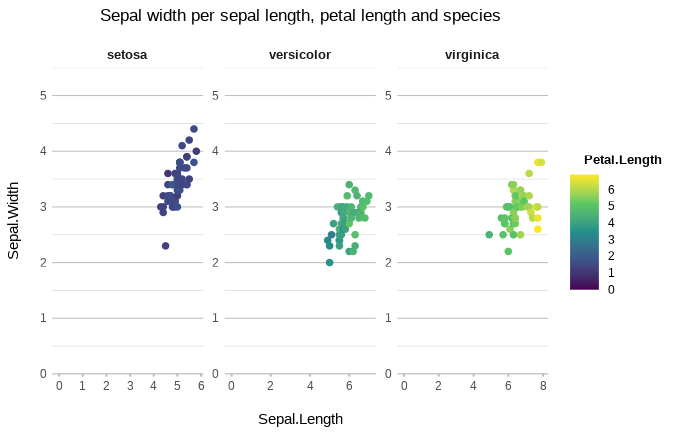 Sepal width per sepal length, petal length and species
setosa
versicolor
virginica
Sepal.Width
5
4
3
2
1
0
5
4
3
2
1
0
5
4
3
2
1
0
0 1 2 3 4 5 6
0 2 4 6
0 2 4 6 8
Sepal.Length
Petal.Length
6
5
4
3
2
1
0